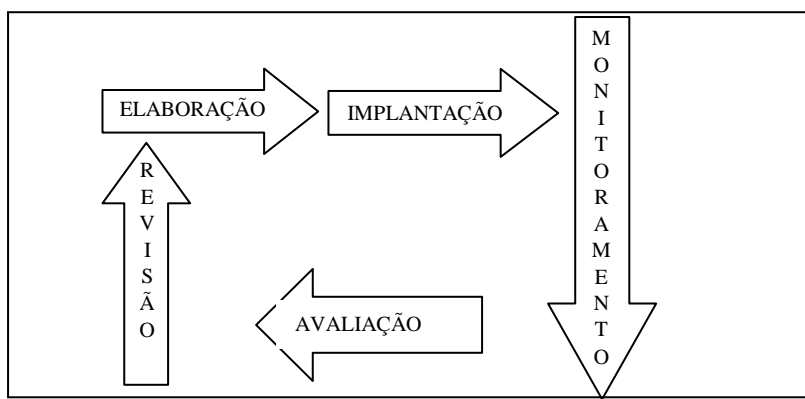 ELABORAÇÃO
IMPLANTAÇÃO
MONITORAMENTO
AVALIAÇÃO
REVISÃO